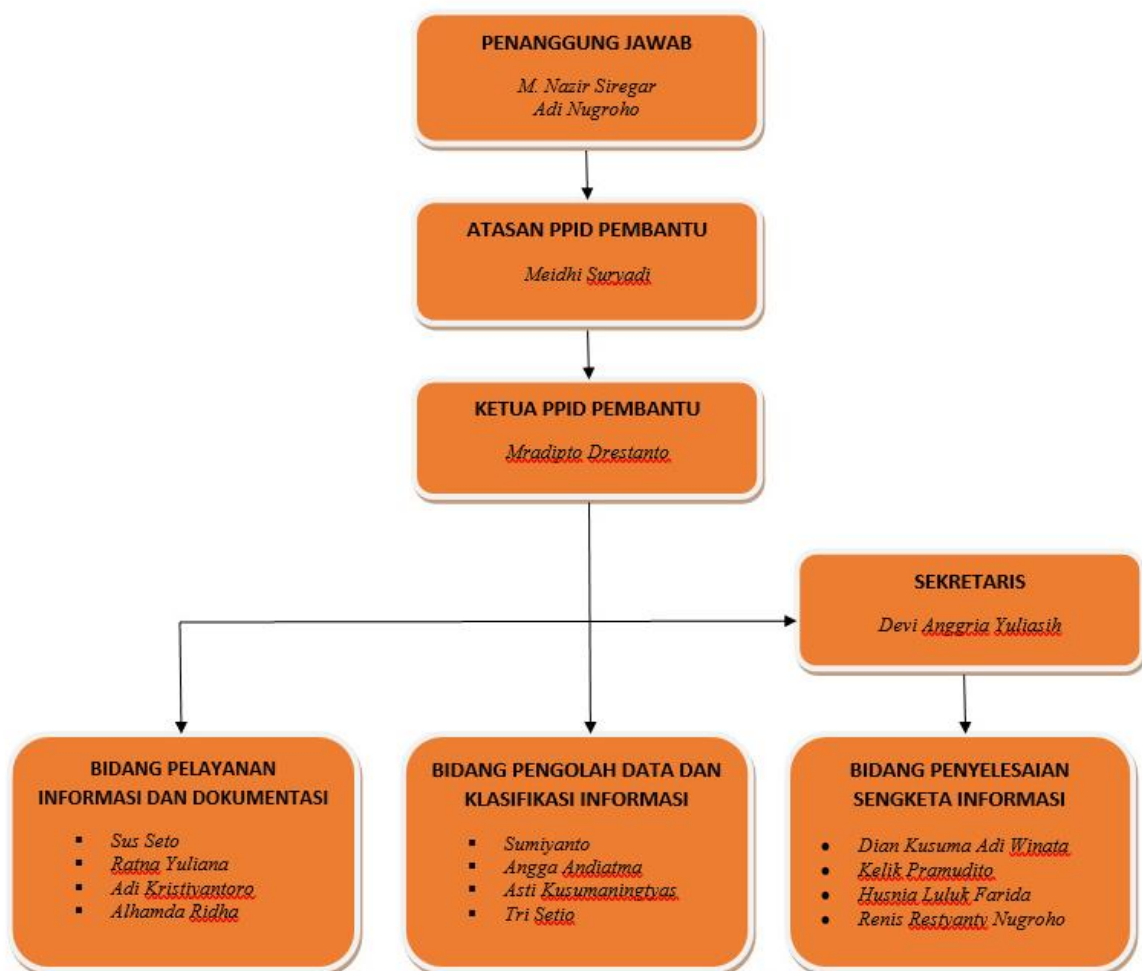 PENANGGUNG JAWAB
M. Nazir Siregar
Adi Nugroho
ATASAN PPID PEMBANTU
Meidhi Suryadi
KETUA PPID PEMBANTU
Mradipto Drestanto
SEKRETARIS
Devi Anggria Yuliasih
BIDANG PELAYANAN
INFORMASI DAN DOKUMENTASI
▪ Sus Seto
▪ Ratna Yuliana
▪ Adi Kristiyantoro
▪ Alhamda Ridha
BIDANG PENGOLAH DATA DAN
KLASIFIKASI INFORMASI
▪ Sumiyanto
▪ Angga Andiatma
▪ Asti Kusumaningtyas
▪ Tri Setio
BIDANG PENYELESAIAN
SENGKETA INFORMASI
• Dian Kusuma Adi Winata
• Kelik Pramudito
• Husnia Luluk Farida
• Renis Restyanty Nugroho